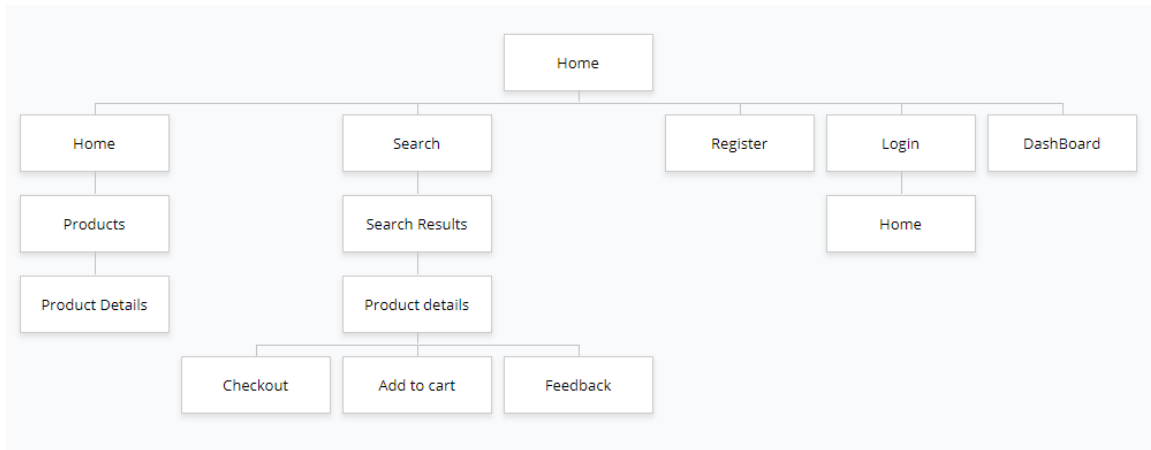 Home
Home
Search
Register
Login
DashBoard
Products
Search Results
Home
Product Details
Product details
Checkout
Add to cart
Feedback